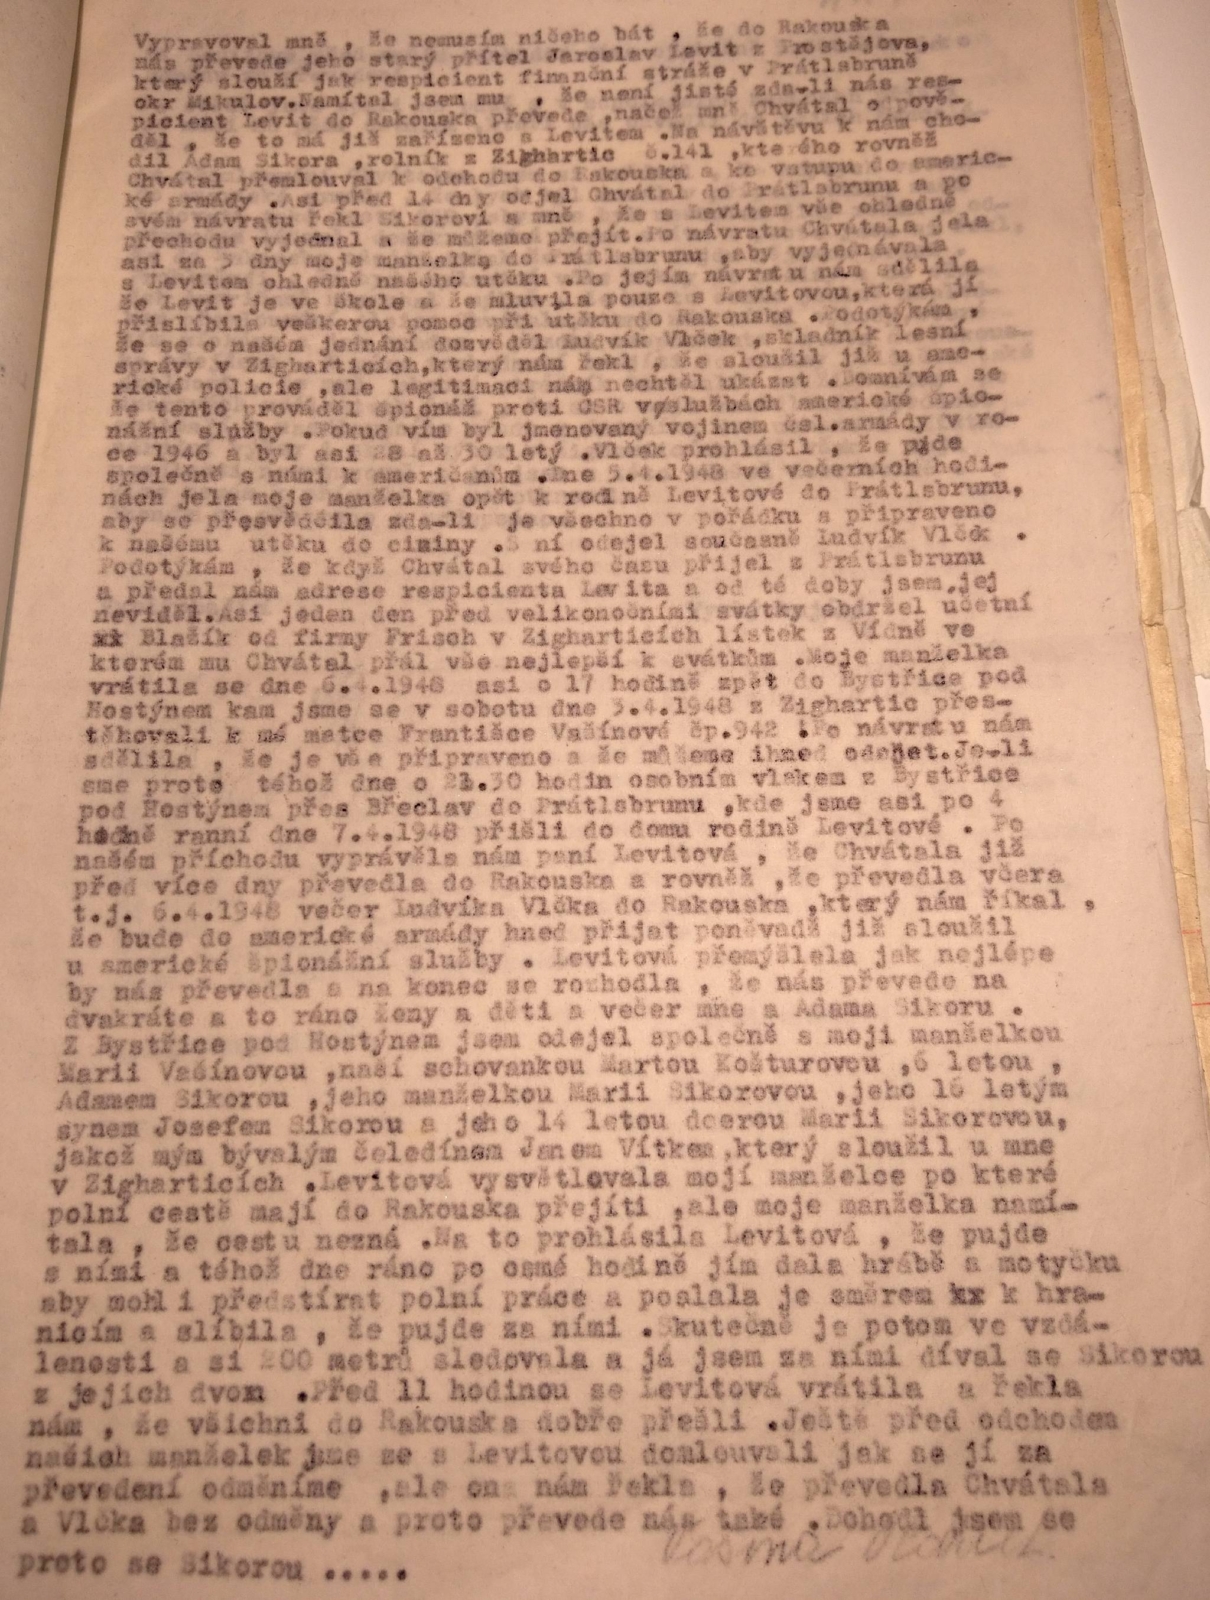 Vypravoval mně , že nemusím ničeho bát , že do Rakouska
nás převede jeho starý přítel Jaroslav Levit z Prostějova,
který slouží jak respicient finanční stráže v Prátlsbruně
okr Mikulov.Namítal jsem mu , že není jisté zda-li nás res-
picient Levit do Rakouska převede ,načež mně Chvátal odpově-
děl , že to má již zařízeno s Levitem .Na návštěvu k nám cho-
dil Adam Sikora ,rolník z Zighartic č.141 ,kterého rovněž
Chvátal přemlouval k odchodu do Rakouska a ke vstupu do americ-
ké armády .Asi před 14 dny odjel Chvátal do Prátlsbrunu a po
svém návratu řekl Sikorovi a mně , že s Levitem vše ohledně
přechodu vyjednal a že můžeme přejít.Po návratu Chvátala jela
asi za 3 dny moje manželka do Prátlsbrunu ,aby vyjednávala
s Levitem ohledně našého utěku .Po jejím návratu nám sdělila
že Levit je ve škole a že mluvila pouze s Levitovou,která jí
přislíbila veškerou pomoc při utěku do Rakouska .Podotýkám ,
že se o našém jednání dozvěděl Ludvík Vlček ,skladník lesní
správy v Zigharticích,který nám řekl , že sloužil již u ame-
rické policie ,ale legitimaci nám nechtěl ukázat .Domnívám se
že tento prováděl špionáž proti ČSR v službách americké špio-
nážní služby .Pokud vím byl jmenovaný vojínem čsl.armády v ro-
ce 1946 a byl asi 28 až 30 letý .Vlček prohlásil , že pujde
společně s námi k američanům .Dne 5.4.1948 ve večerních hodi-
nách jela moje manželka opět k rodině Levitové do Prátlsbrunu,
aby se přesvědčila zda-li je všechno v pořádku a připraveno
k našému utěku do ciziny .S ní odejel současně Ludvík Vlček .
Podotýkám , že když Chvátal svého času přijel z Prátlsbrunu
a předal nám adrese respicienta Levita a od té doby jsem jej
neviděl.Asi jeden den před velikonočními svátky obdržel učetní
xx Blažík od firmy Frisch v Zigharticích lístek z Vídně ve
kterém mu Chvátal přál vše nejlepší k svátkům .Moje manželka
vrátila se dne 6.4.1948 asi o 17 hodině zpět do Bystřice pod
Hostýnem kam jsme se v sobotu dne 3.4.1948 z Zighartic přes-
těhovali k mé matce Františce Vašínové čp.942 !Po návratu nám
sdělila , že je vše připraveno a že můžeme ihned odejet.Je-li
sme proto téhož dne o 21.30 hodin osobním vlakem z Bystřice
pod Hostýnem přes Břeclav do Prátlsbrunu ,kde jsme asi po 4
hodině ranní dne 7.4.1948 přišli do domu rodině Levitové . Po
našém příchodu vyprávěla nám paní Levitová , že Chvátala již
před více dny převedla do Rakouska a rovněž ,že převedla včera
t.j. 6.4.1948 večer Ludvíka Vlčka do Rakouska ,který nám říkal ,
že bude do americké armády hned přijat poněvadž již sloužil
u americké špionážní služby . Levitová přemýšlela jak nejlépe
by nás převedla a na konec se rozhodla , že nás převede na
dvakráte a to ráno ženy a děti a večer mne a Adama Sikoru .
Z Bystřice pod Hostýnem jsem odejel společně s moji manželkou
Marii Vašínovou ,naší schovankou Martou Košturovou ,6 letou ,
Adamem Sikorou ,jeho manželkou Marii Sikorovou ,jeho 16 letým
synem Josefem Sikorou a jeho 14 letou dcerou Marii Sikorovou,
jakož mým bývalým čeledínem Janem Vítkem,který sloužil u mne
v Zigharticích .Levitová vysvětlovala mojí manželce po které
polní cestě mají do Rakouska přejíti ,ale moje manželka namí-
tala , že cestu nezná .Na to prohlásila Levitová , že pujde
s ními a téhož dne ráno po osmé hodině jím dala hrábě a motyčku
aby mohli předstírat polní práce a poslala je směrem xx k hra-
nicím a slíbila , že pujde za ními .Skutečně je potom ve vzdá-
lenosti a si 200 metrů sledovala a já jsem za ními díval se Sikorou
z jejich dvora .Před 11 hodinou se Levitová vrátila a řekla
nám , že všichni do Rakouska dobře přešli .Ještě před odchodem
našich manželek jsme se s Levitovou domlouvali jak se jí za
převedení odměníme ,ale ona nám řekla , že převedla Chvátala
a Vlčka bez odměny a proto převede nás také .Dohodl jsem se
proto se Sikorou .....